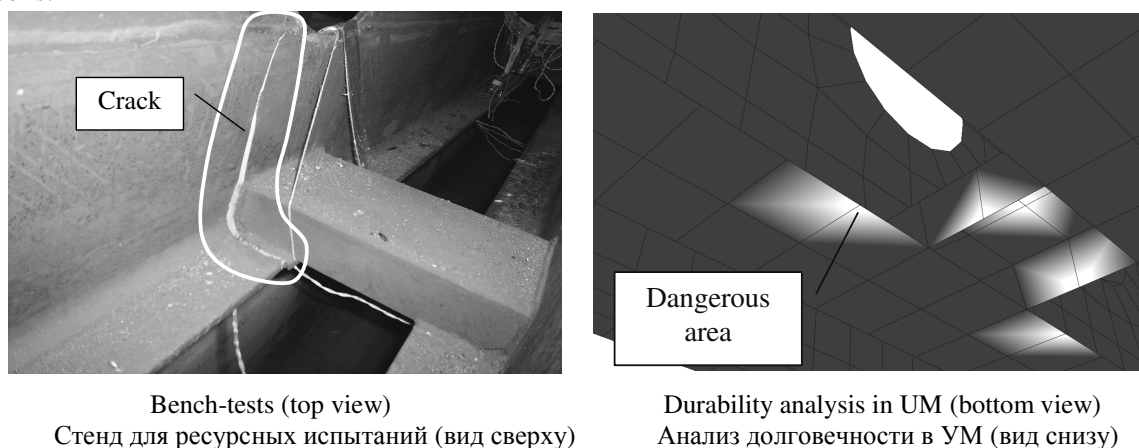 Crack
Dangerous
area
Bench-tests (top view)
Стенд для ресурсных испытаний (вид сверху)
Durability analysis in UM (bottom view)
Анализ долговечности в УМ (вид снизу)